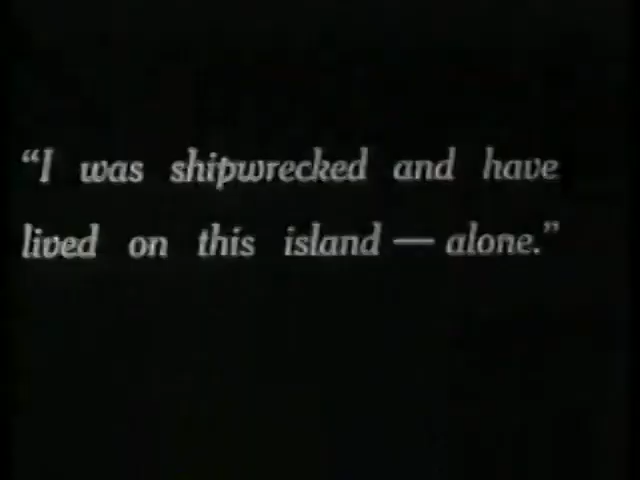 “I was shipwrecked and have
lived on this island — alone.”